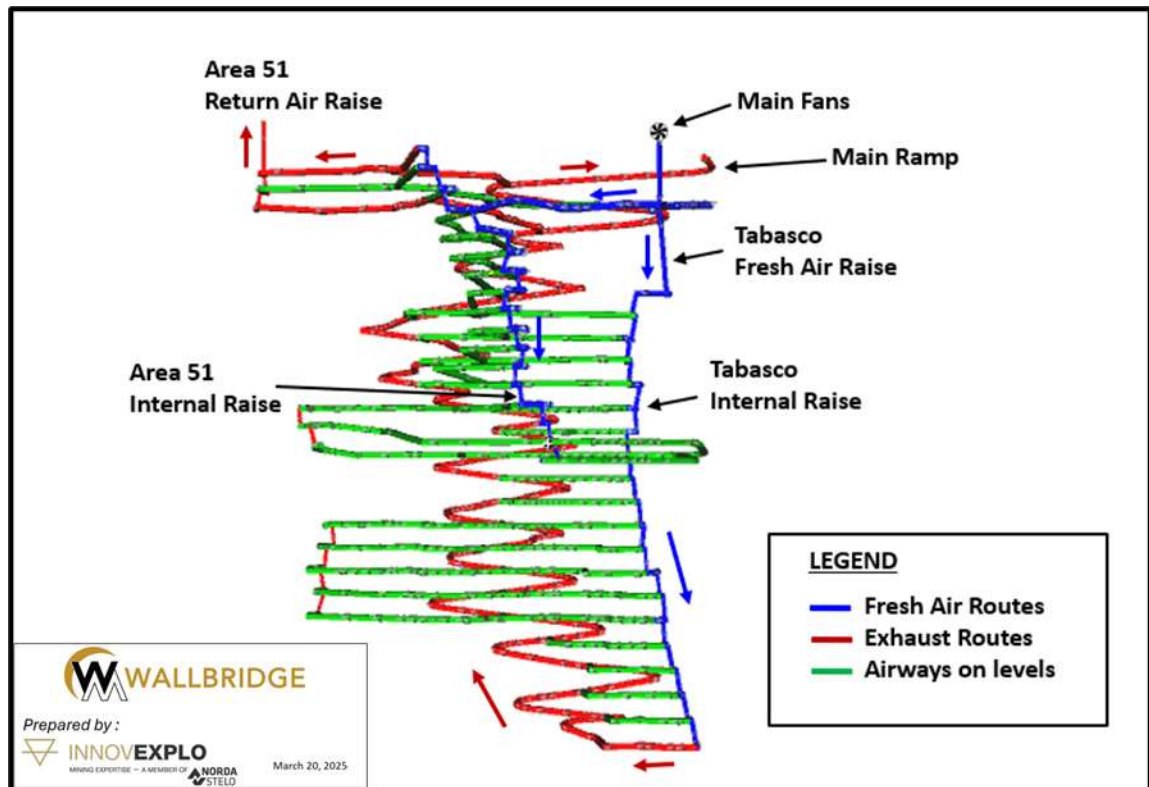 Area 51
Return Air Raise
Main Fans
Main Ramp
Tabasco
Fresh Air Raise
Area 51
Internal Raise
Tabasco
Internal Raise
LEGEND
Fresh Air Routes
Exhaust Routes
Airways on levels
WALLBRIDGE
Prepared by :
INNOVEXPLO
MINING EXPERTISE — A MEMBER OF NORDA STELO
March 20, 2025